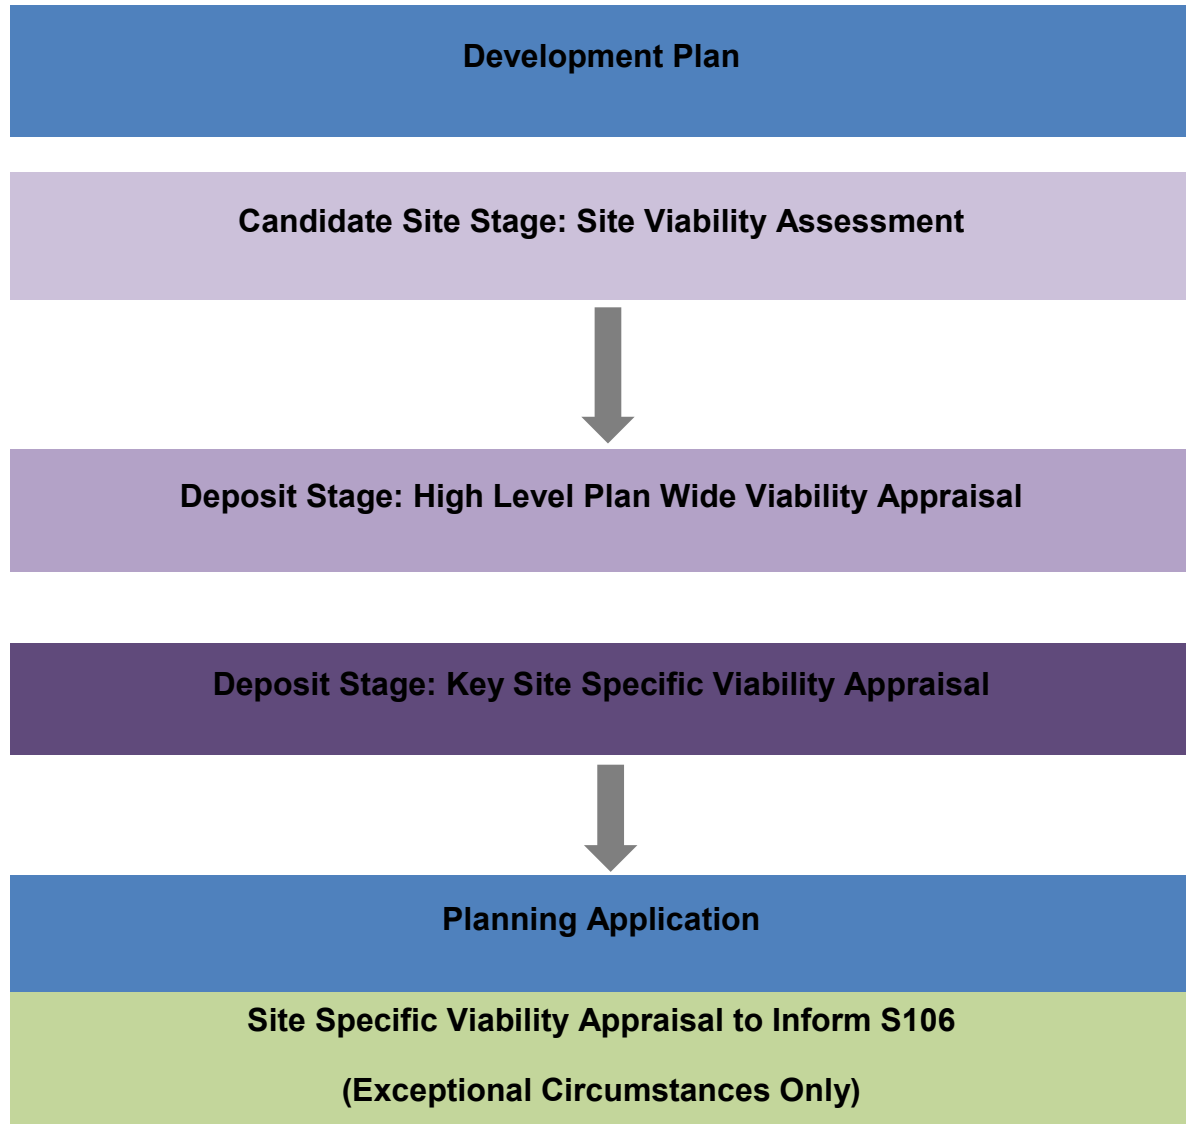 Development Plan
Candidate Site Stage: Site Viability Assessment
Deposit Stage: High Level Plan Wide Viability Appraisal
Deposit Stage: Key Site Specific Viability Appraisal
Planning Application
Site Specific Viability Appraisal to Inform S106
(Exceptional Circumstances Only)